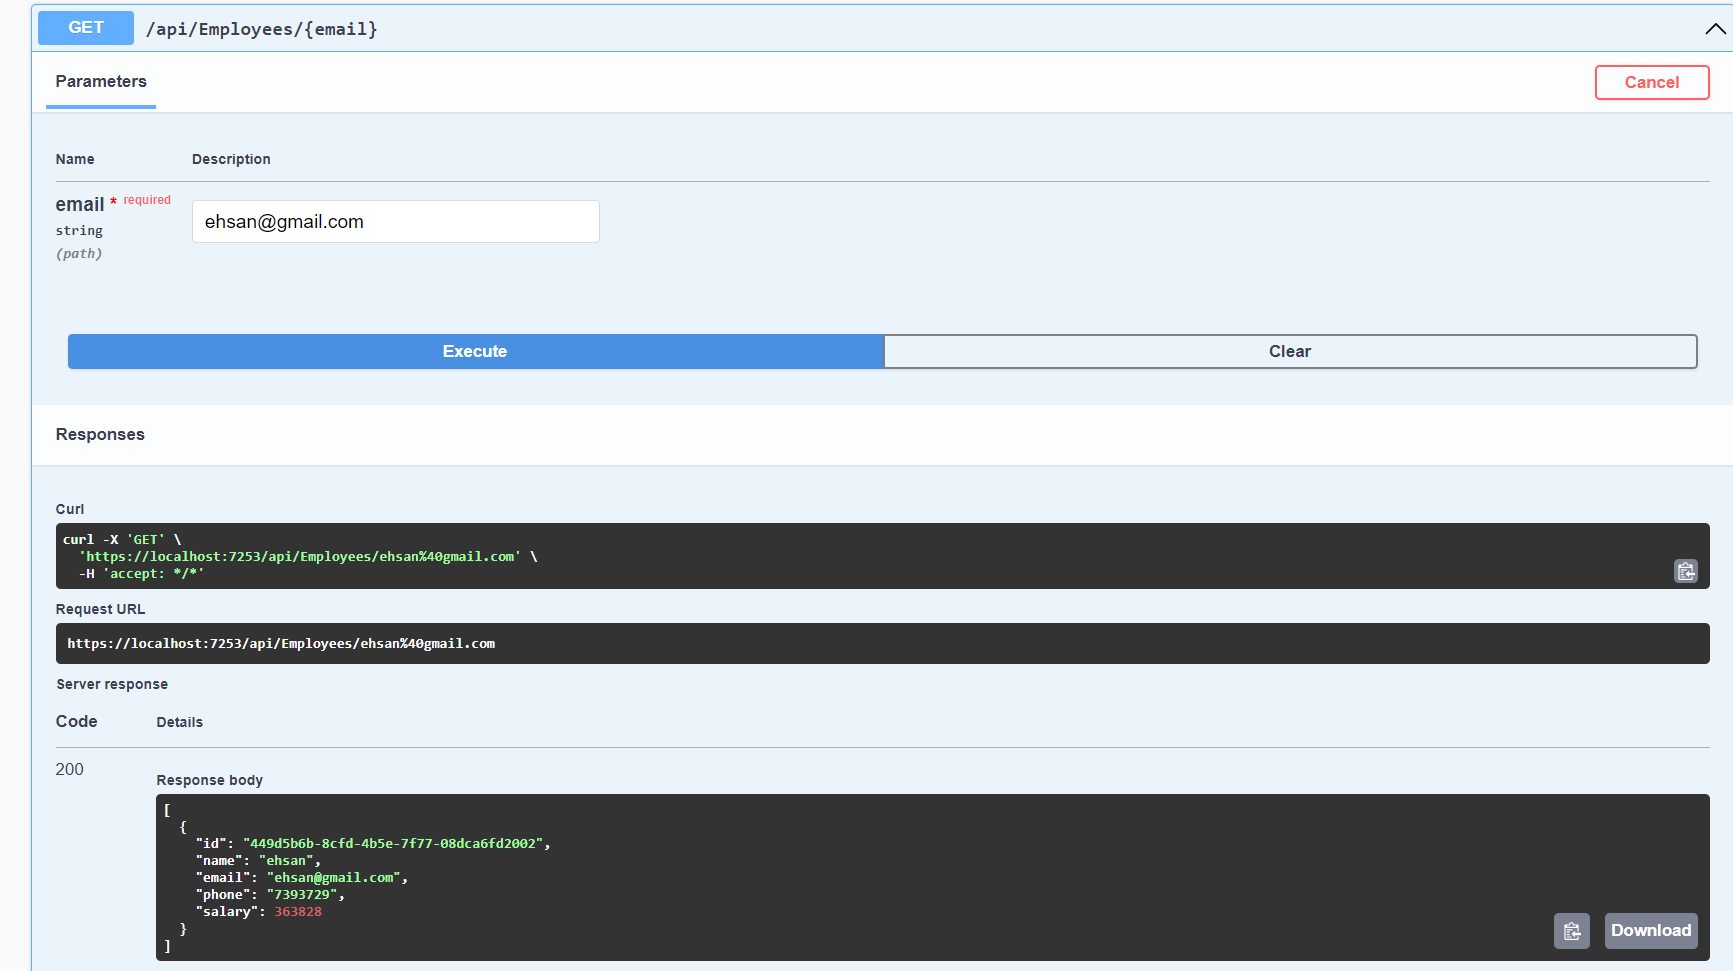 GET /api/Employees/{email}
Parameters
Cancel
Name Description
email * required
string
(path)
ehsan@gmail.com
Execute Clear
Responses
Curl
curl -X 'GET' \
  'https://localhost:7253/api/Employees/ehsan%40gmail.com' \
  -H 'accept: */*'
Request URL
https://localhost:7253/api/Employees/ehsan%40gmail.com
Server response
Code Details
200
Response body
[
  {
    "id": "449d5b6b-8cfd-4b5e-7f77-08dca6fd2002",
    "name": "ehsan",
    "email": "ehsan@gmail.com",
    "phone": "7393729",
    "salary": 363828
  }
]
Download